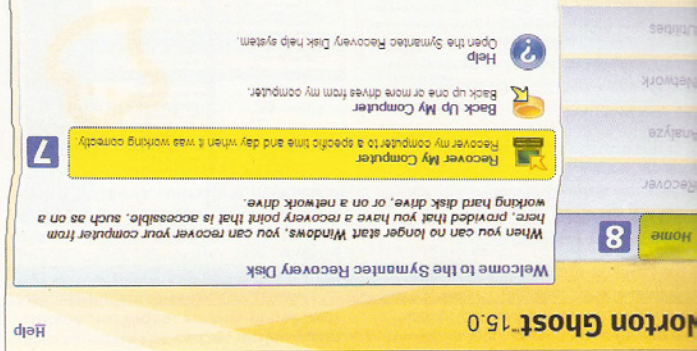 Norton Ghost™ 15.0
Help
Home 8
Recover
Analyze
Network
Utilities
Welcome to the Symantec Recovery Disk
When you can no longer start Windows, you can recover your computer from
here, provided that you have a recovery point that is accessible, such as on a
working hard disk drive, or on a network drive.
Recover My Computer
Recover my computer to a specific time and day when it was working correctly.
7
Back Up My Computer
Back up one or more drives from my computer.
Help
Open the Symantec Recovery Disk help system.